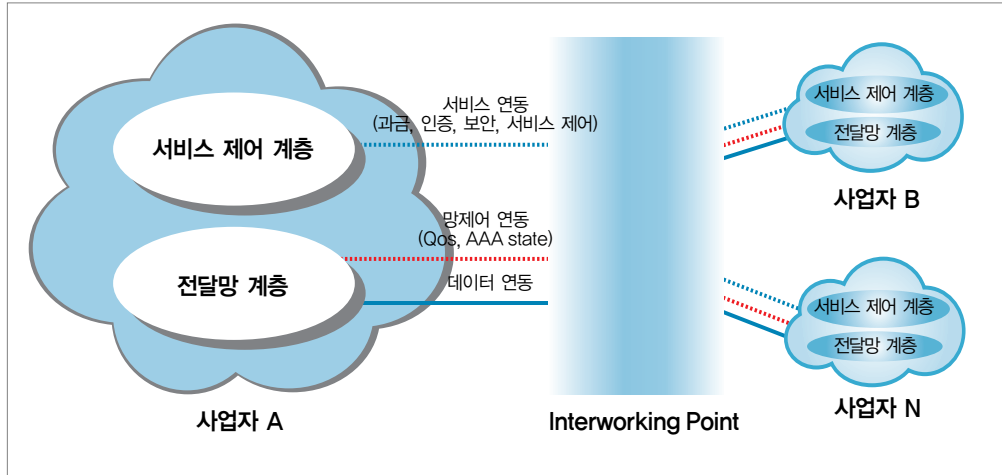 서비스 제어 계층
전달망 계층
사업자 A
서비스 연동
(과금, 인증, 보안, 서비스 제어)
망제어 연동
(Qos, AAA state)
데이터 연동
Interworking Point
서비스 제어 계층
전달망 계층
사업자 B
서비스 제어 계층
전달망 계층
사업자 N